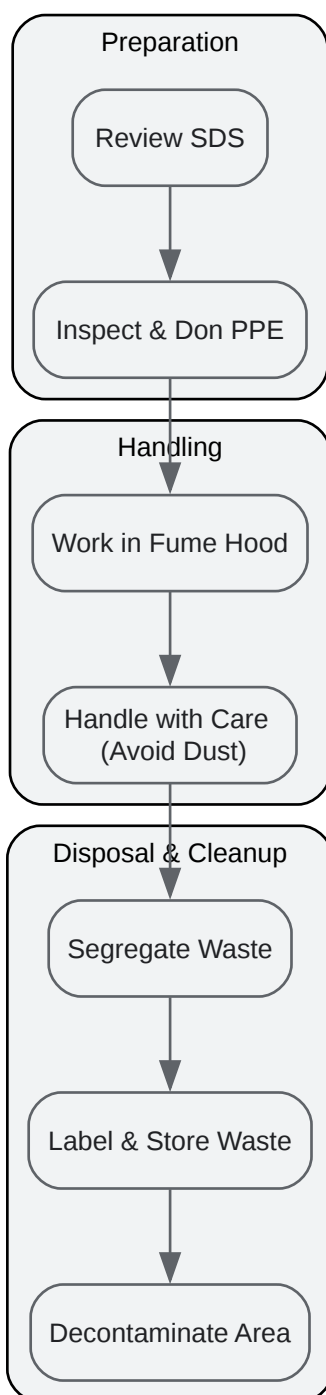 Preparation
Review SDS
Inspect & Don PPE
Handling
Work in Fume Hood
Handle with Care
(Avoid Dust)
Disposal & Cleanup
Segregate Waste
Label & Store Waste
Decontaminate Area